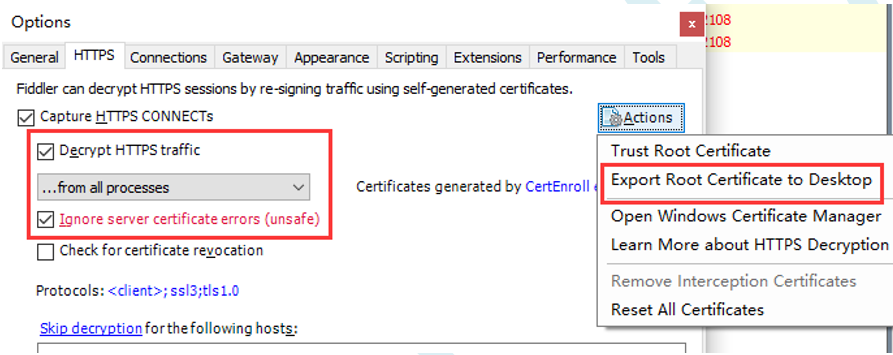 Options
x
2108
2108
General HTTPS Connections Gateway Appearance Scripting Extensions Performance Tools
Fiddler can decrypt HTTPS sessions by re-signing traffic using self-generated certificates.
Capture HTTPS CONNECTs
Actions
Decrypt HTTPS traffic
...from all processes
Certificates generated by CertEnroll
Ignore server certificate errors (unsafe)
Check for certificate revocation
Protocols: <client>;ssl3;tls1.0
Skip decryption for the following hosts:
Trust Root Certificate
Export Root Certificate to Desktop
Open Windows Certificate Manager
Learn More about HTTPS Decryption
Remove Interception Certificates
Reset All Certificates